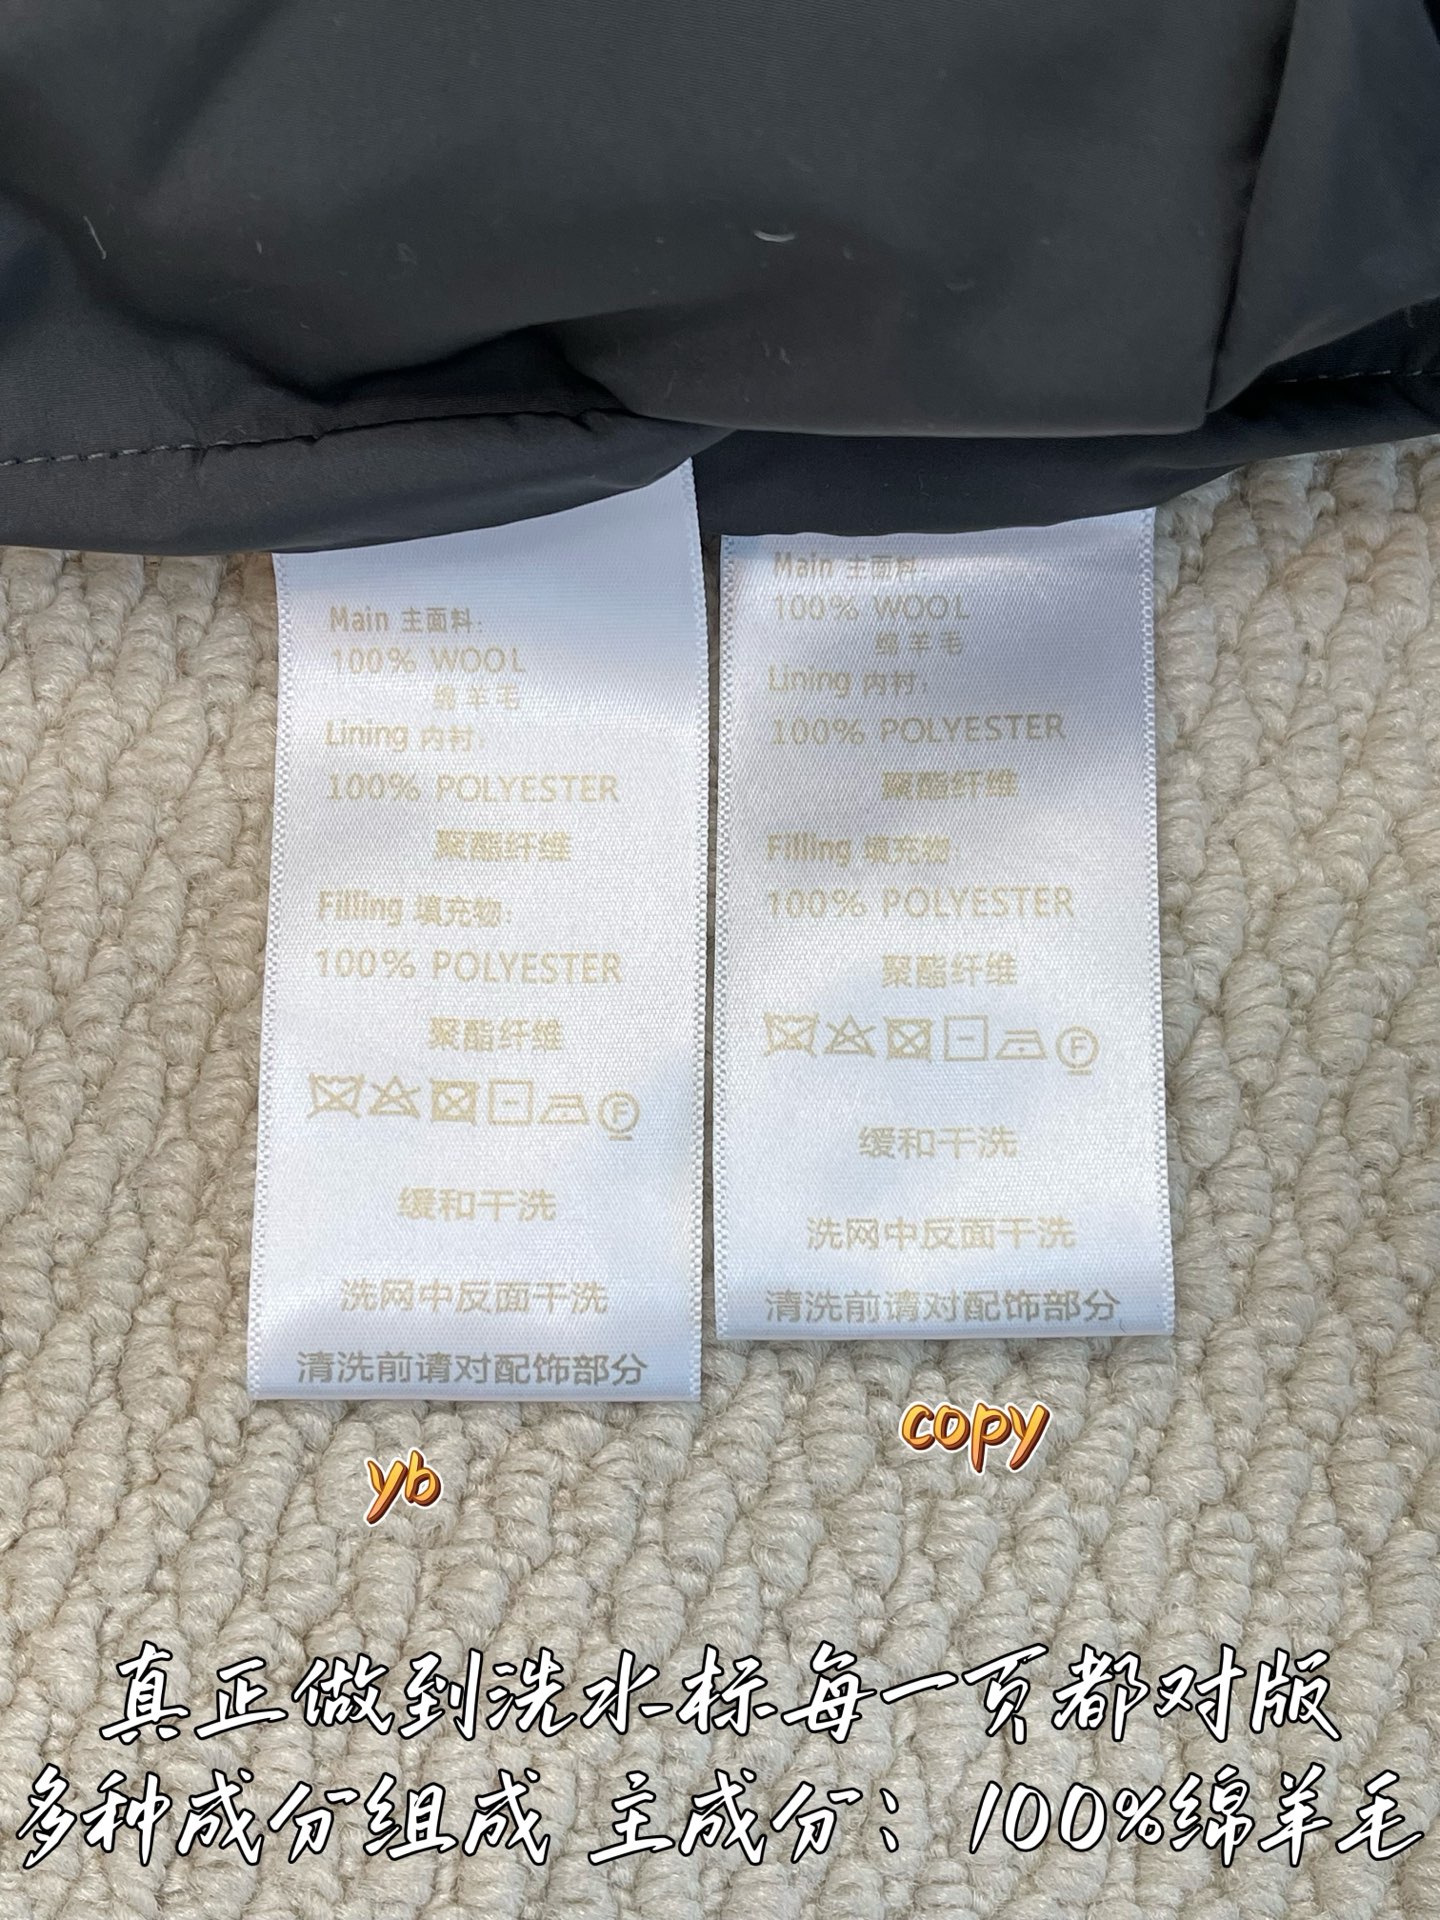 Main 主面料:
100% WOOL
绵羊毛
Lining 内衬:
100% POLYESTER
聚酯纤维
Filling 填充物:
100% POLYESTER
聚酯纤维
F
缓和干洗
洗网中反面干洗
清洗前请对配饰部分
yb
Main 主面料:
100% WOOL
绵羊毛
Lining 内衬:
100% POLYESTER
聚酯纤维
Filling 填充物:
100% POLYESTER
聚酯纤维
F
缓和干洗
洗网中反面干洗
清洗前请对配饰部分
copy
真正做到洗水标每一页都对版
多种成分组成 主成分：100%绵羊毛